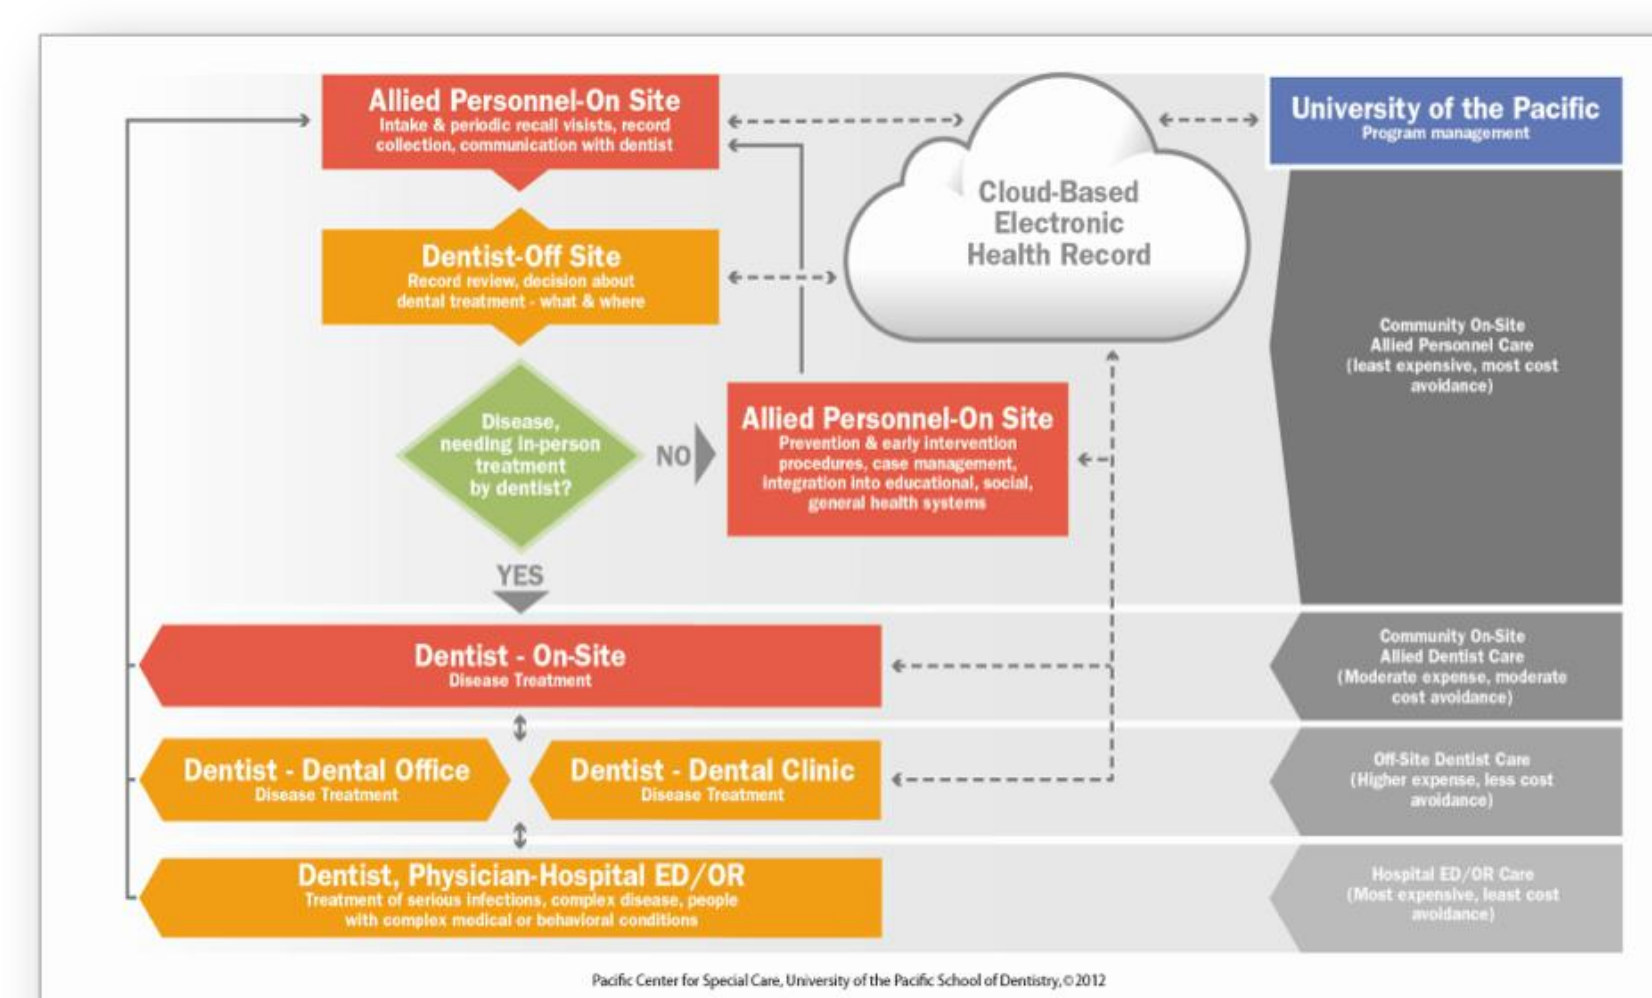 Allied Personnel-On Site
Intake & periodic recall visists, record
collection, communication with dentist
University of the Pacific
Program management
Cloud-Based
Electronic
Health Record
Dentist-Off Site
Record review, decision about
dental treatment - what & where
Community On-Site
Allied Personnel Care
(least expensive, most cost
avoidance)
Disease,
needing in-person
treatment
by dentist?
NO
Allied Personnel-On Site
Prevention & early intervention
procedures, case management,
integration into educational, social,
general health systems
YES
Dentist - On-Site
Disease Treatment
Community On-Site
Allied Dentist Care
(Moderate expense, moderate
cost avoidance)
Dentist - Dental Office
Disease Treatment
Dentist - Dental Clinic
Disease Treatment
Off-Site Dentist Care
(Higher expense, less cost
avoidance)
Dentist, Physician-Hospital ED/OR
Treatment of serious infections, complex disease, people
with complex medical or behavioral conditions
Hospital ED/OR Care
(Most expensive, least cost
avoidance)
Pacific Center for Special Care, University of the Pacific School of Dentistry, ©2012